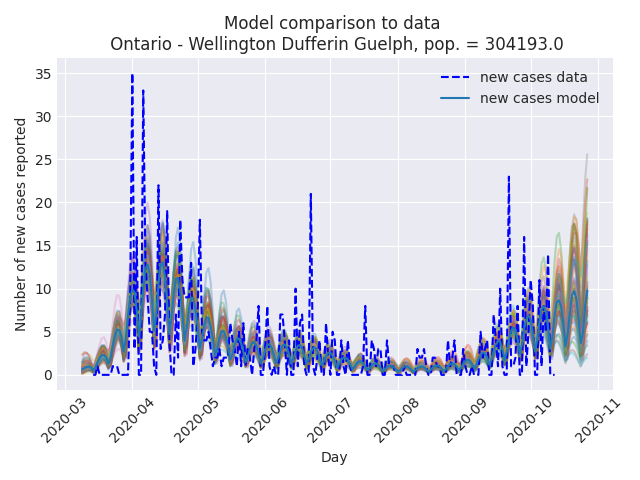 Model comparison to data
Ontario - Wellington Dufferin Guelph, pop. = 304193.0
new cases data
new cases model
Number of new cases reported
35
30
25
20
15
10
5
0
2020-03
2020-04
2020-05
2020-06
2020-07
2020-08
2020-09
2020-10
2020-11
Day